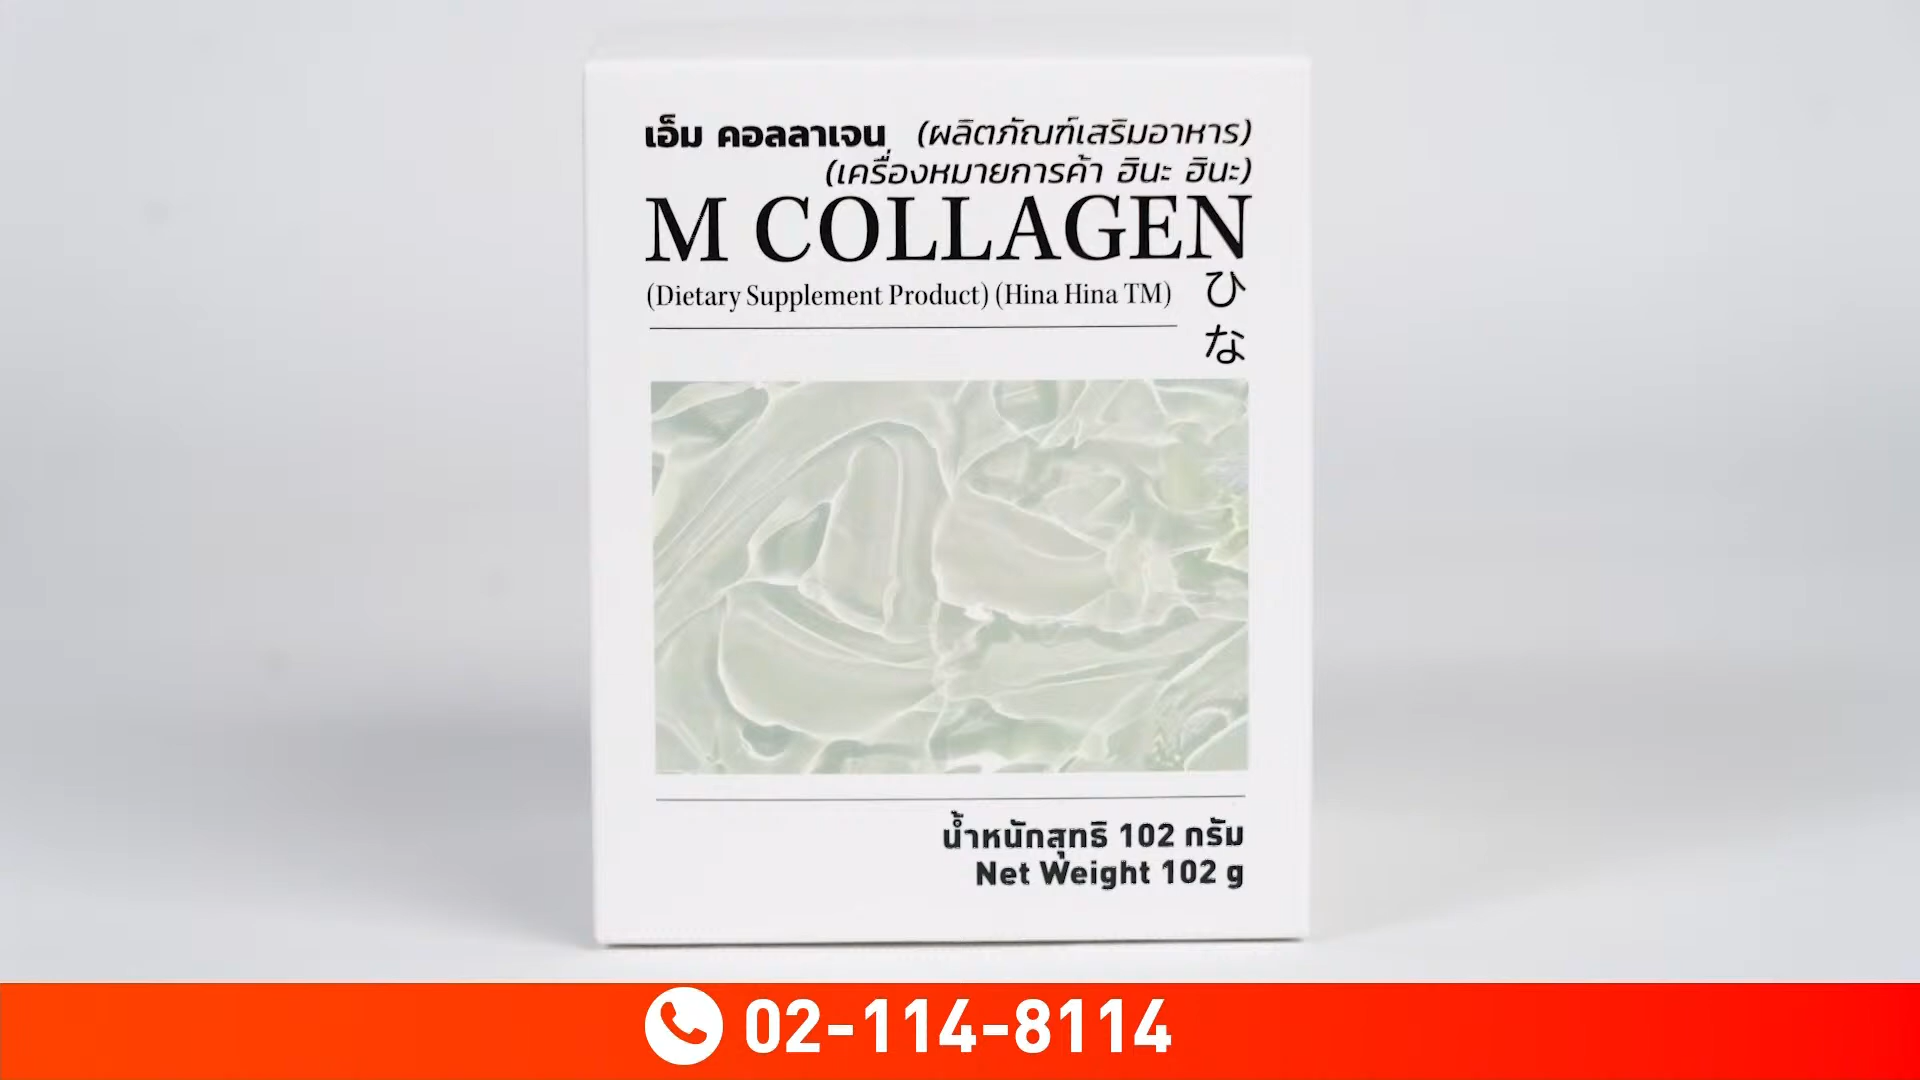 เอ็ม คอลลาเจน (ผลิตภัณฑ์เสริมอาหาร)
(เครื่องหมายการค้า ฮินะ ฮินะ)
M COLLAGEN
(Dietary Supplement Product) (Hina Hina TM)
ひな
น้ำหนักสุทธิ 102 กรัม
Net Weight 102 g
02-114-8114